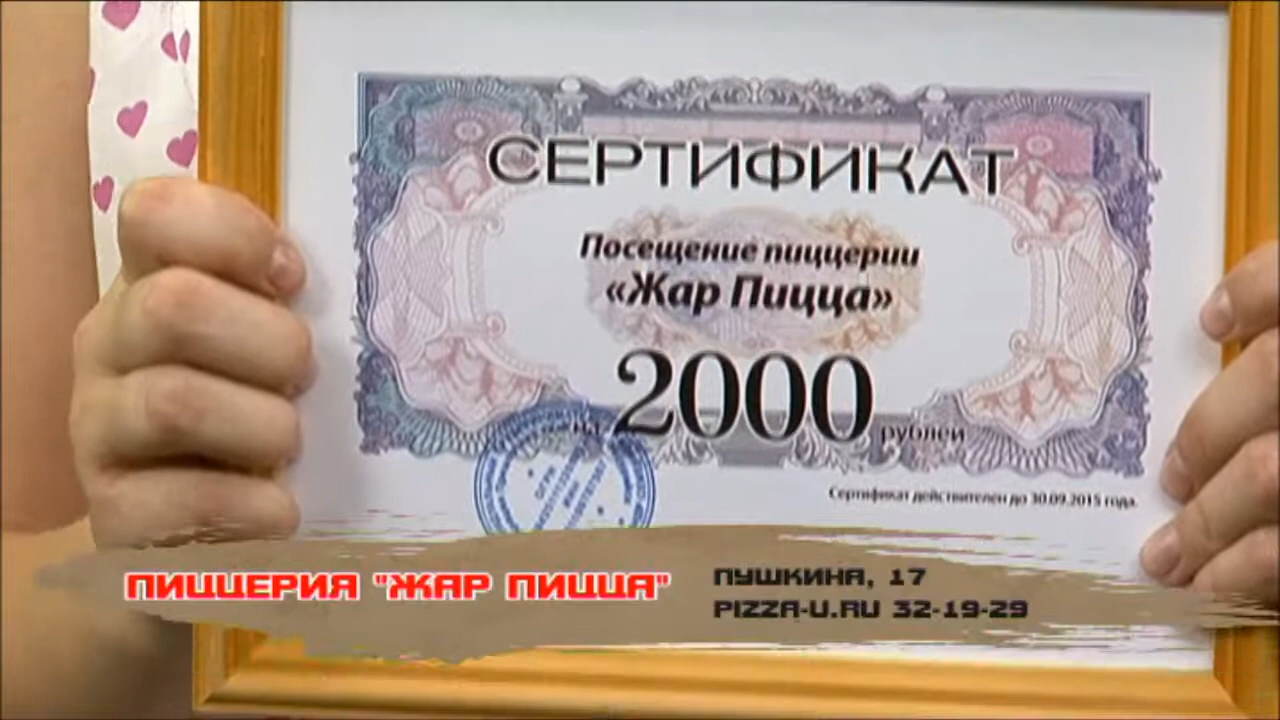 СЕРТИФИКАТ
Посещение пиццерии
«Жар Пицца»
на 2000 рублей
Сертификат действителен до 30.09.2015 года.
ПИЦЦЕРИЯ "ЖАР ПИЦЦА"
ПУШКИНА, 17
PIZZA-U.RU 32-19-29